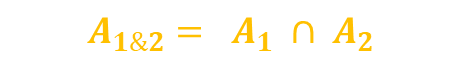 A₁&₂ = A₁ ∩ A₂